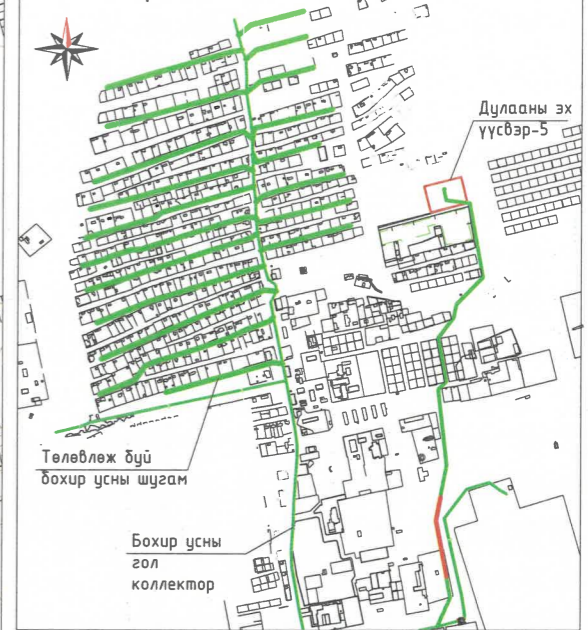 Дулааны эх
үүсвэр-5
Төлөвлөж буй
бохир усны шугам
Бохир усны
гол
коллектор